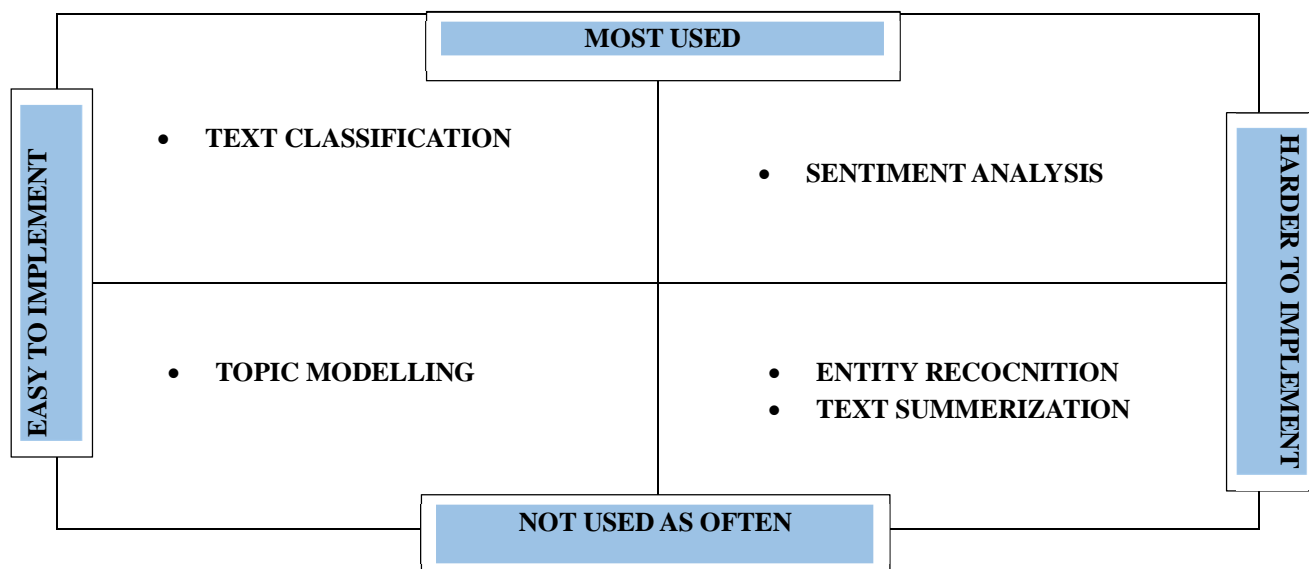 MOST USED
EASY TO IMPLEMENT
• TEXT CLASSIFICATION
• SENTIMENT ANALYSIS
HARDER TO IMPLEMENT
• TOPIC MODELLING
• ENTITY RECOCNITION
• TEXT SUMMERIZATION
NOT USED AS OFTEN